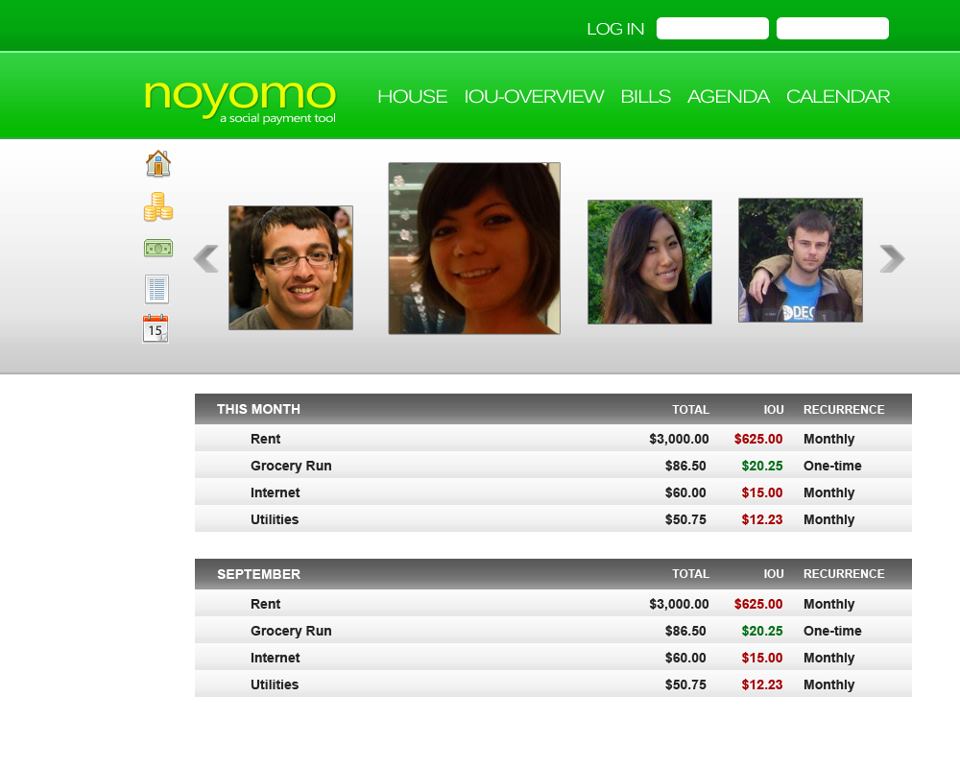 LOG IN
noyomo
a social payment tool
HOUSE IOU-OVERVIEW BILLS AGENDA CALENDAR
15
DEC
THIS MONTH TOTAL IOU RECURRENCE
Rent $3,000.00 $625.00 Monthly
Grocery Run $86.50 $20.25 One-time
Internet $60.00 $15.00 Monthly
Utilities $50.75 $12.23 Monthly
SEPTEMBER TOTAL IOU RECURRENCE
Rent $3,000.00 $625.00 Monthly
Grocery Run $86.50 $20.25 One-time
Internet $60.00 $15.00 Monthly
Utilities $50.75 $12.23 Monthly